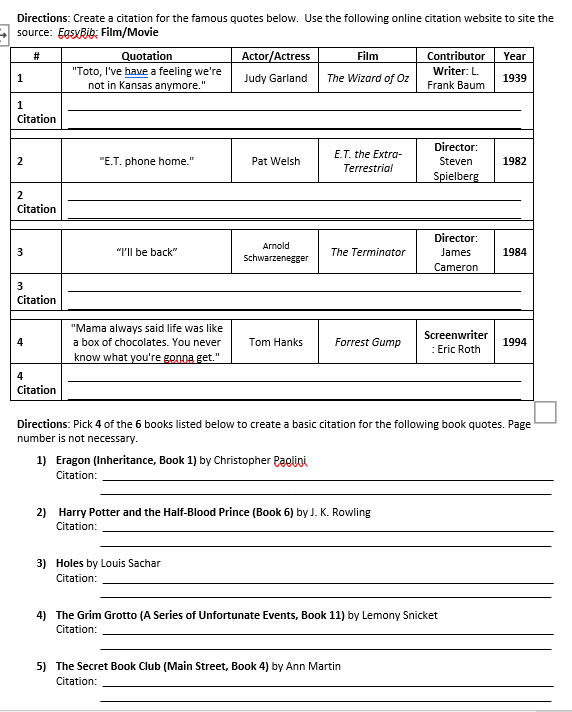 Directions: Create a citation for the famous quotes below.  Use the following online citation website to site the
source:  EasyBib: Film/Movie
# Quotation Actor/Actress Film Contributor Year
1 "Toto, I've have a feeling we're not in Kansas anymore." Judy Garland The Wizard of Oz Writer: L. Frank Baum 1939
1
Citation
2 "E.T. phone home." Pat Welsh E.T. the Extra-Terrestrial Director: Steven Spielberg 1982
2
Citation
3 “I’ll be back” Arnold Schwarzenegger The Terminator Director: James Cameron 1984
3
Citation
4 "Mama always said life was like a box of chocolates. You never know what you're gonna get." Tom Hanks Forrest Gump Screenwriter : Eric Roth 1994
4
Citation
Directions: Pick 4 of the 6 books listed below to create a basic citation for the following book quotes. Page
number is not necessary.
1) Eragon (Inheritance, Book 1) by Christopher Paolini
Citation:
2) Harry Potter and the Half-Blood Prince (Book 6) by J. K. Rowling
Citation:
3) Holes by Louis Sachar
Citation:
4) The Grim Grotto (A Series of Unfortunate Events, Book 11) by Lemony Snicket
Citation:
5) The Secret Book Club (Main Street, Book 4) by Ann Martin
Citation: